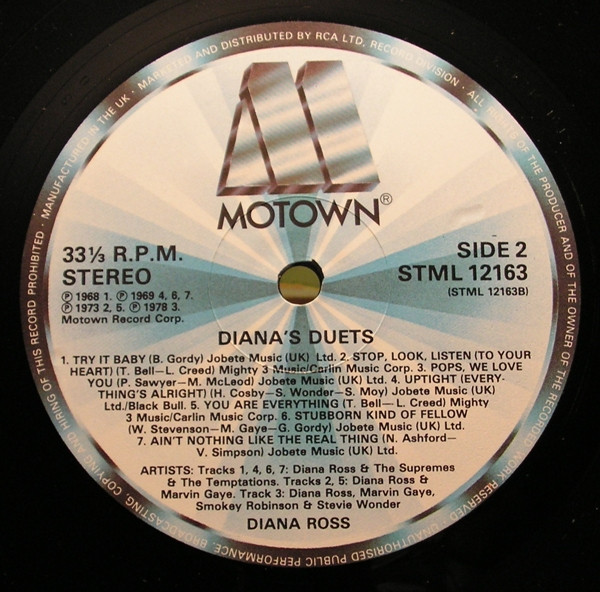 MANUFACTURED IN THE UK · MARKETED AND DISTRIBUTED BY RCA LTD, RECORD DIVISION · ALL RIGHTS OF THE PRODUCER AND OF THE OWNER OF THE RECORDED WORK RESERVED · UNAUTHORISED PUBLIC PERFORMANCE, BROADCASTING, COPYING AND HIRING OF THIS RECORD PROHIBITED ·
MOTOWN®
33⅓ R.P.M.
STEREO
℗ 1968 1. ℗ 1969 4, 6, 7.
℗ 1973 2, 5. ℗ 1978 3.
Motown Record Corp.
SIDE 2
STML 12163
(STML 12163B)
DIANA'S DUETS
1. TRY IT BABY (B. Gordy) Jobete Music (UK) Ltd. 2. STOP, LOOK, LISTEN (TO YOUR
HEART) (T. Bell—L. Creed) Mighty 3 Music/Carlin Music Corp. 3. POPS, WE LOVE
YOU (P. Sawyer—M. McLeod) Jobete Music (UK) Ltd. 4. UPTIGHT (EVERY-
THING'S ALRIGHT) (H. Cosby—S. Wonder—S. Moy) Jobete Music (UK)
Ltd./Black Bull. 5. YOU ARE EVERYTHING (T. Bell—L. Creed) Mighty
3 Music/Carlin Music Corp. 6. STUBBORN KIND OF FELLOW
(W. Stevenson—M. Gaye—G. Gordy) Jobete Music (UK) Ltd.
7. AIN'T NOTHING LIKE THE REAL THING (N. Ashford—
V. Simpson) Jobete Music (UK) Ltd.
ARTISTS: Tracks 1, 4, 6, 7: Diana Ross & The Supremes
& The Temptations. Tracks 2, 5: Diana Ross &
Marvin Gaye. Track 3: Diana Ross, Marvin Gaye,
Smokey Robinson & Stevie Wonder
DIANA ROSS